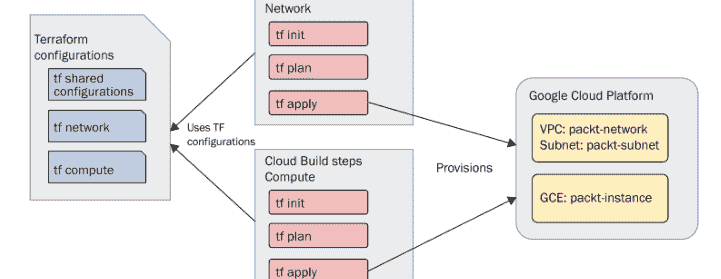 Terraform
configurations
tf shared
configurations
tf network
tf compute
Uses TF
configurations
Network
tf init
tf plan
tf apply
Cloud Build steps
Compute
tf init
tf plan
tf apply
Provisions
Google Cloud Platform
VPC: packt-network
Subnet: packt-subnet
GCE: packt-instance